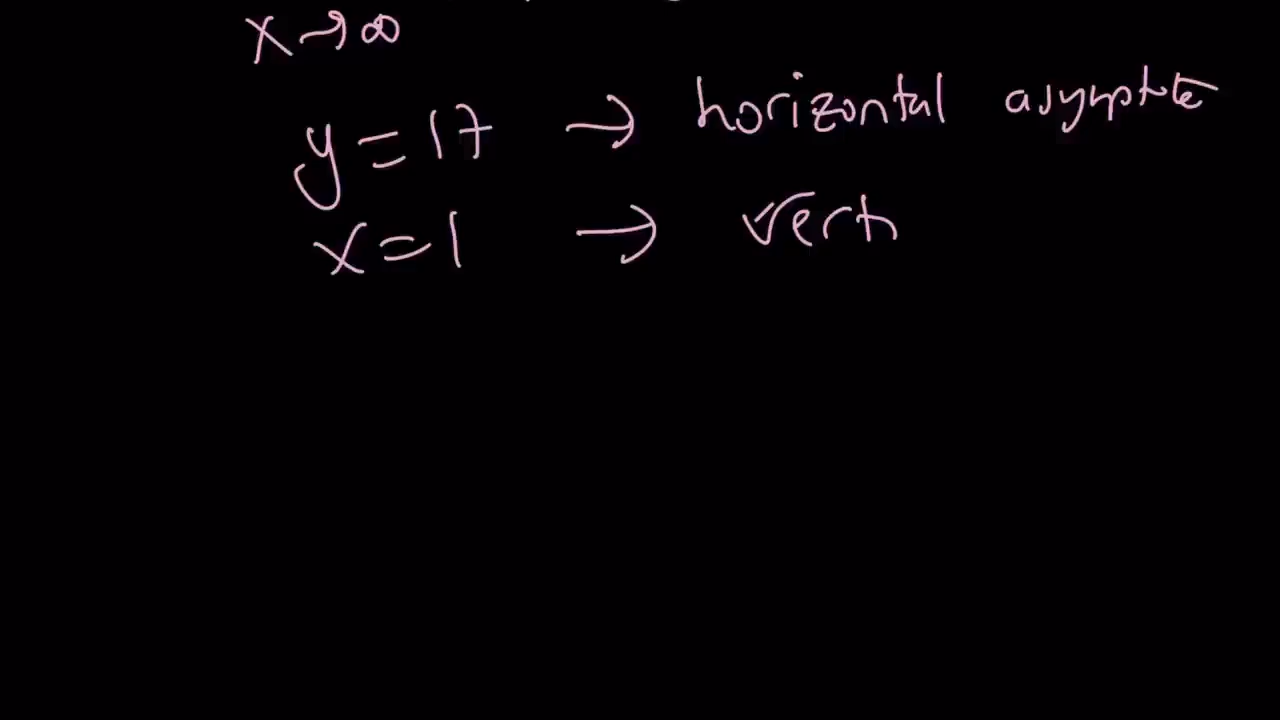 x→∞
y=17 → horizontal asymptote
x=1 → vert